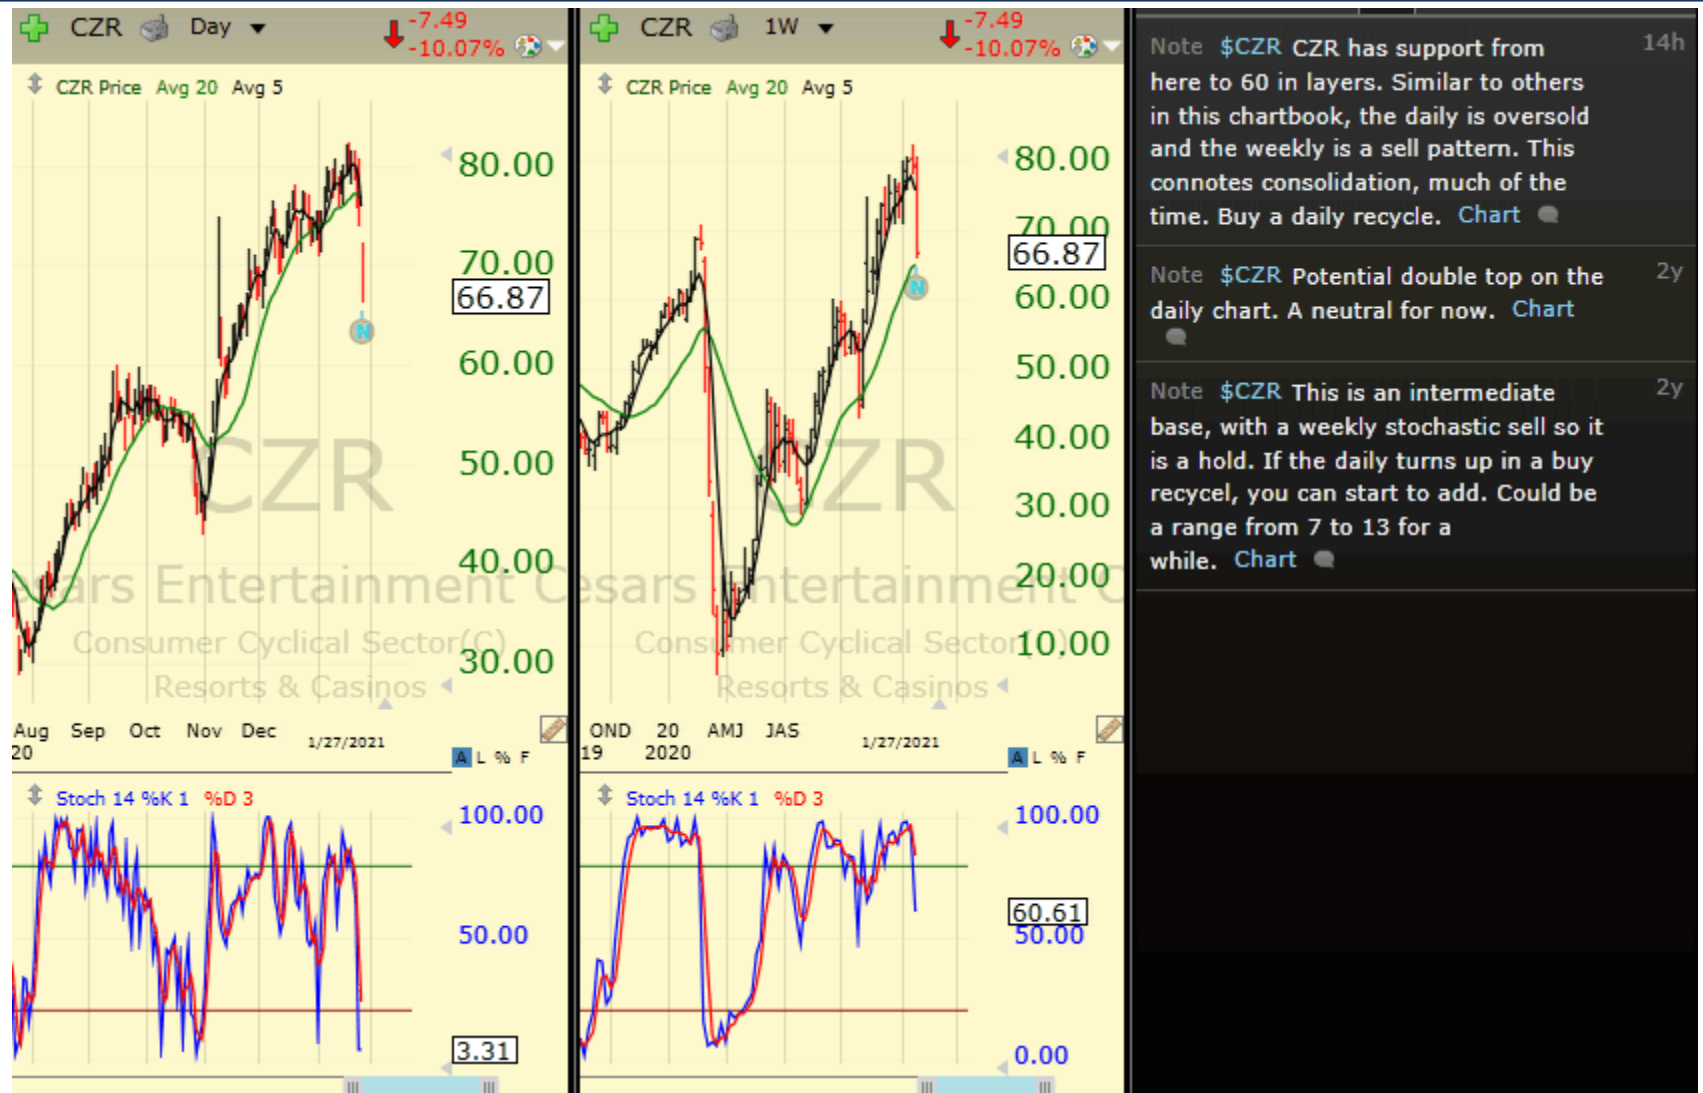 CZR Day -7.49
-10.07%
CZR Price Avg 20 Avg 5
80.00
70.00
66.87
N
60.00
50.00
CZR
40.00
sars Entertainment C
Consumer Cyclical Sector(C)
30.00
Resorts & Casinos
Aug Sep Oct Nov Dec 1/27/2021
20
A L % F
Stoch 14 %K 1 %D 3
100.00
50.00
3.31
CZR 1W -7.49
-10.07%
CZR Price Avg 20 Avg 5
80.00
70.00
66.87
N
60.00
50.00
40.00
CZR
30.00
20.00
esars Entertainment C
Consumer Cyclical Sector(C)
10.00
Resorts & Casinos
OND 20 AMJ JAS 1/27/2021
19 2020
A L % F
Stoch 14 %K 1 %D 3
100.00
60.61
50.00
0.00
Note $CZR CZR has support from 14h
here to 60 in layers. Similar to others
in this chartbook, the daily is oversold
and the weekly is a sell pattern. This
connotes consolidation, much of the
time. Buy a daily recycle. Chart
Note $CZR Potential double top on the 2y
daily chart. A neutral for now. Chart
Note $CZR This is an intermediate 2y
base, with a weekly stochastic sell so it
is a hold. If the daily turns up in a buy
recycel, you can start to add. Could be
a range from 7 to 13 for a
while. Chart